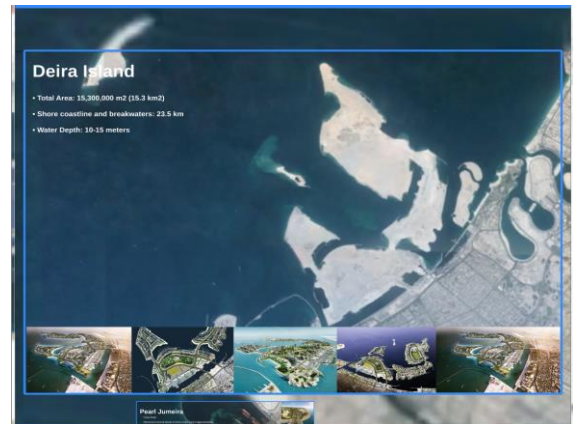 Deira Island
• Total Area: 15,300,000 m2 (15.3 km2)
• Shore coastline and breakwaters: 23.5 km
• Water Depth: 10-15 meters
Pearl Jumeira